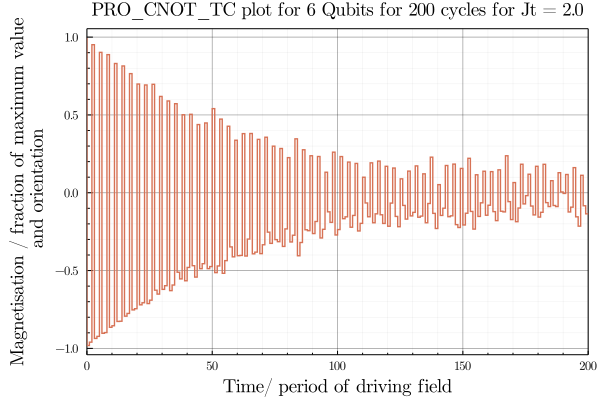 PRO_CNOT_TC plot for 6 Qubits for 200 cycles for Jt = 2.0
Magnetisation / fraction of maximum value
and orientation
1.0
0.5
0.0
−0.5
−1.0
0
50
100
150
200
Time/ period of driving field